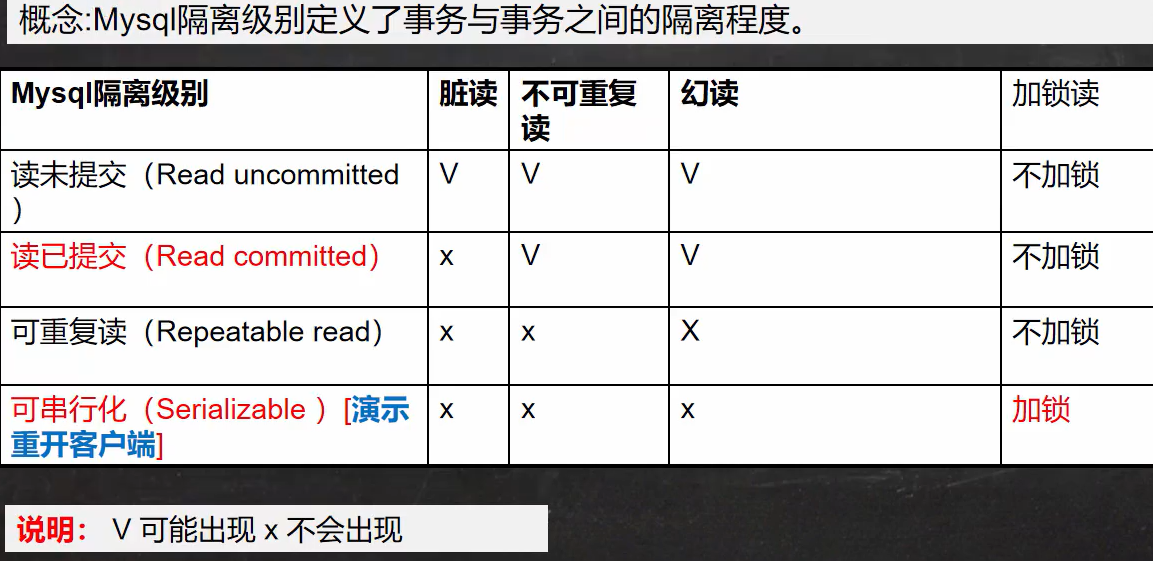 概念:Mysql隔离级别定义了事务与事务之间的隔离程度。
Mysql隔离级别 脏读 不可重复 幻读 加锁读
读
读未提交（Read uncommitted V V V 不加锁
）
读已提交（Read committed） x V V 不加锁
可重复读（Repeatable read） x x X 不加锁
可串行化（Serializable ）[演示 x x x 加锁
重开客户端]
说明： V 可能出现 x 不会出现